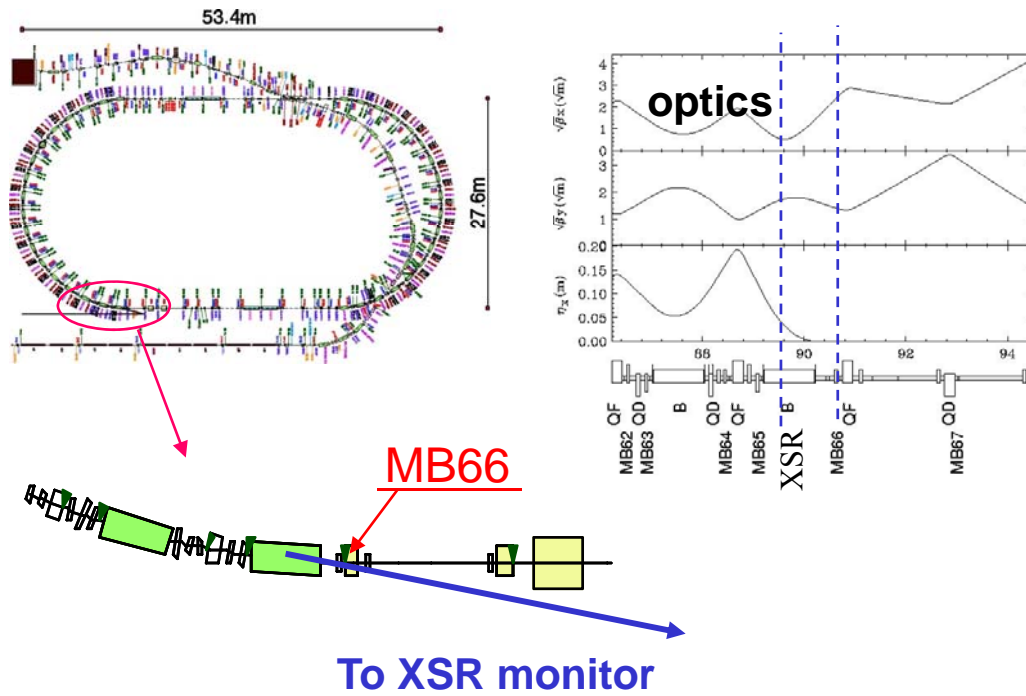 53.4m
27.6m
optics
√βx (√m)
4
3
2
1
0
√βy (√m)
3
2
1
ηx (m)
0.20
0.15
0.10
0.05
0.00
88
90
92
94
QF
MB62
QD
MB63
B
QD
MB64
QF
MB65
B
XSR
MB66
QF
QD
MB67
MB66
To XSR monitor